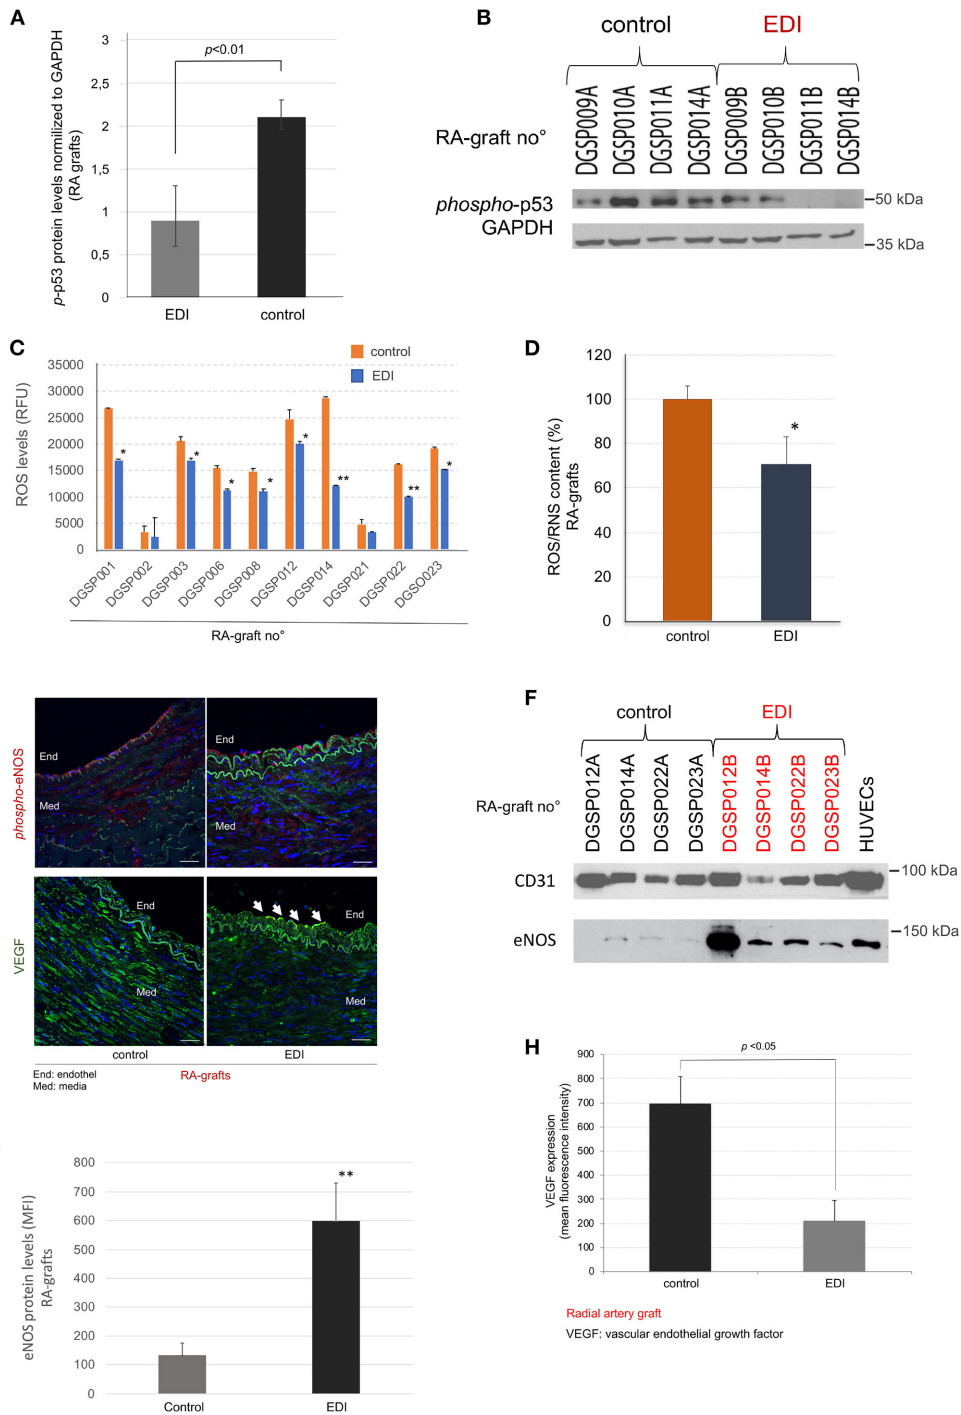 A
p-p53 protein levels normilized to GAPDH
(RA grafts)
3
2,5
2
1,5
1
0,5
0
p<0.01
EDI
control
B
control
EDI
RA-graft no°
DGSP009A
DGSP010A
DGSP011A
DGSP014A
DGSP009B
DGSP010B
DGSP011B
DGSP014B
phospho-p53
GAPDH
50 kDa
35 kDa
C
control
EDI
ROS levels (RFU)
35000
30000
25000
20000
15000
10000
5000
0
*
*
*
*
*
**
**
*
DGSP001
DGSP002
DGSP003
DGSP006
DGSP008
DGSP012
DGSP014
DGSP021
DGSP022
DGSO023
RA-graft no°
D
ROS/RNS content (%)
RA-grafts
120
100
80
60
40
20
0
*
control
EDI
phospho-eNOS
End
Med
End
Med
VEGF
End
Med
End
Med
control
EDI
End: endothel
Med: media
RA-grafts
F
control
EDI
RA-graft no°
DGSP012A
DGSP014A
DGSP022A
DGSP023A
DGSP012B
DGSP014B
DGSP022B
DGSP023B
HUVECs
CD31
100 kDa
eNOS
150 kDa
eNOS protein levels (MFI)
RA-grafts
800
700
600
500
400
300
200
100
0
**
Control
EDI
H
VEGF expression
(mean fluorescence intensity)
900
800
700
600
500
400
300
200
100
0
p <0.05
control
EDI
Radial artery graft
VEGF: vascular endothelial growth factor